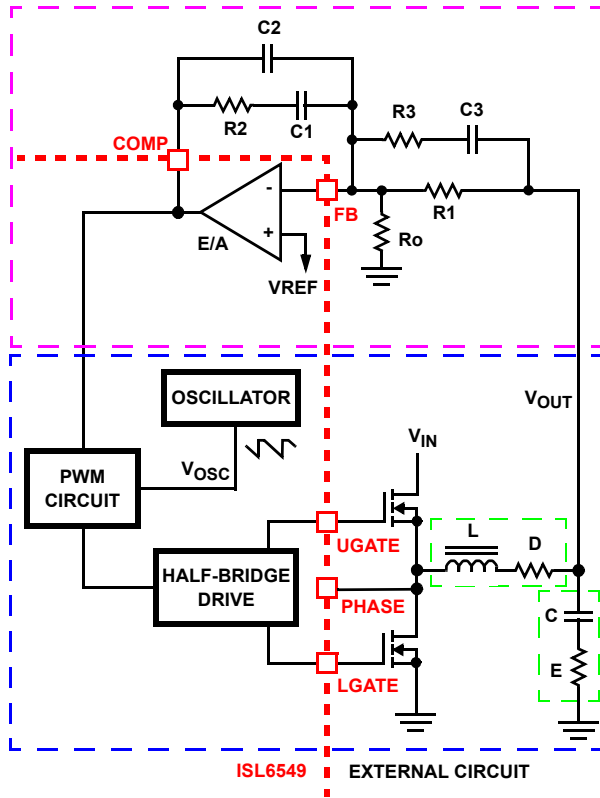 C2
R2
C1
R3
C3
COMP
-
+
E/A
FB
R1
Ro
VREF
OSCILLATOR
VOUT
VOSC
VIN
PWM
CIRCUIT
UGATE
L
D
HALF-BRIDGE
DRIVE
PHASE
C
E
LGATE
ISL6549
EXTERNAL CIRCUIT